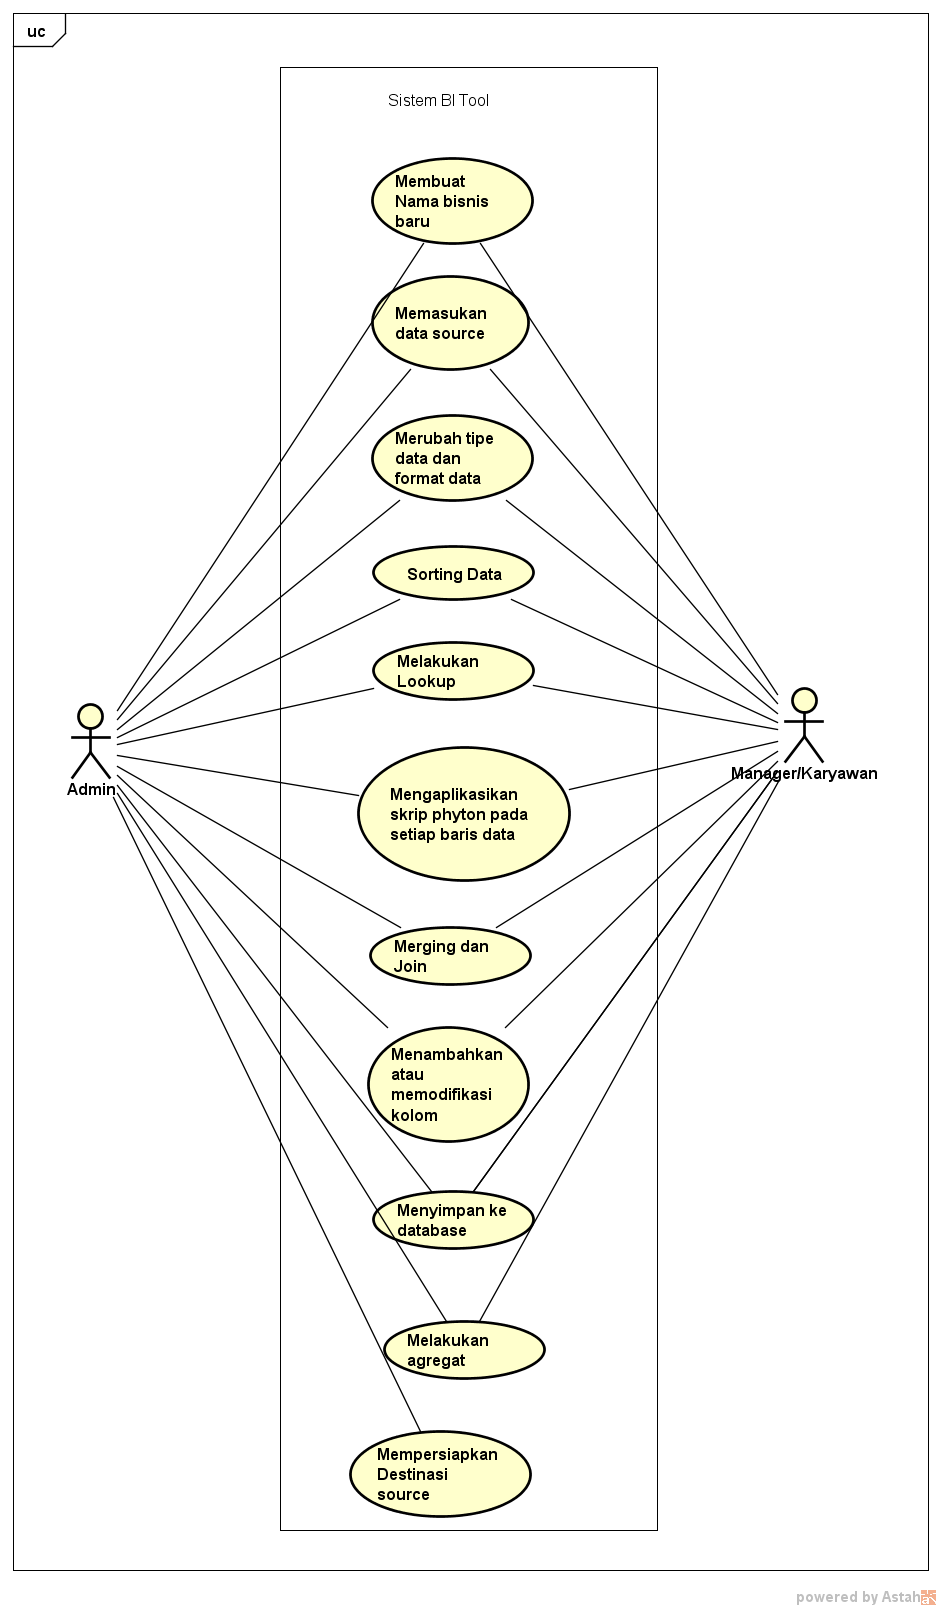 uc
Sistem BI Tool
Membuat
Nama bisnis
baru
Memasukan
data source
Merubah tipe
data dan
format data
Sorting Data
Melakukan
Lookup
Admin
Manager/Karyawan
Mengaplikasikan
skrip phyton pada
setiap baris data
Merging dan
Join
Menambahkan
atau
memodifikasi
kolom
Menyimpan ke
database
Melakukan
agregat
Mempersiapkan
Destinasi
source
powered by Astah